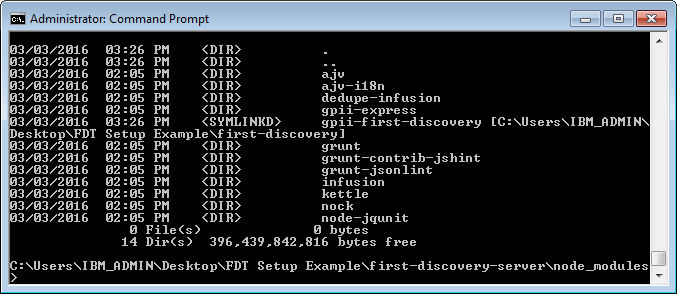 Administrator: Command Prompt
03/03/2016  03:26 PM    <DIR>          .
03/03/2016  03:26 PM    <DIR>          ..
03/03/2016  02:05 PM    <DIR>          ajv
03/03/2016  02:05 PM    <DIR>          ajv-i18n
03/03/2016  02:05 PM    <DIR>          dedupe-infusion
03/03/2016  02:05 PM    <DIR>          gpii-express
03/03/2016  03:26 PM    <SYMLINKD>     gpii-first-discovery [C:\Users\IBM_ADMIN\
Desktop\FDT Setup Example\first-discovery]
03/03/2016  02:05 PM    <DIR>          grunt
03/03/2016  02:05 PM    <DIR>          grunt-contrib-jshint
03/03/2016  02:05 PM    <DIR>          grunt-jsonlint
03/03/2016  02:05 PM    <DIR>          infusion
03/03/2016  02:05 PM    <DIR>          kettle
03/03/2016  02:05 PM    <DIR>          nock
03/03/2016  02:05 PM    <DIR>          node-jqunit
               0 File(s)              0 bytes
              14 Dir(s)  396,439,842,816 bytes free
C:\Users\IBM_ADMIN\Desktop\FDT Setup Example\first-discovery-server\node_modules
>